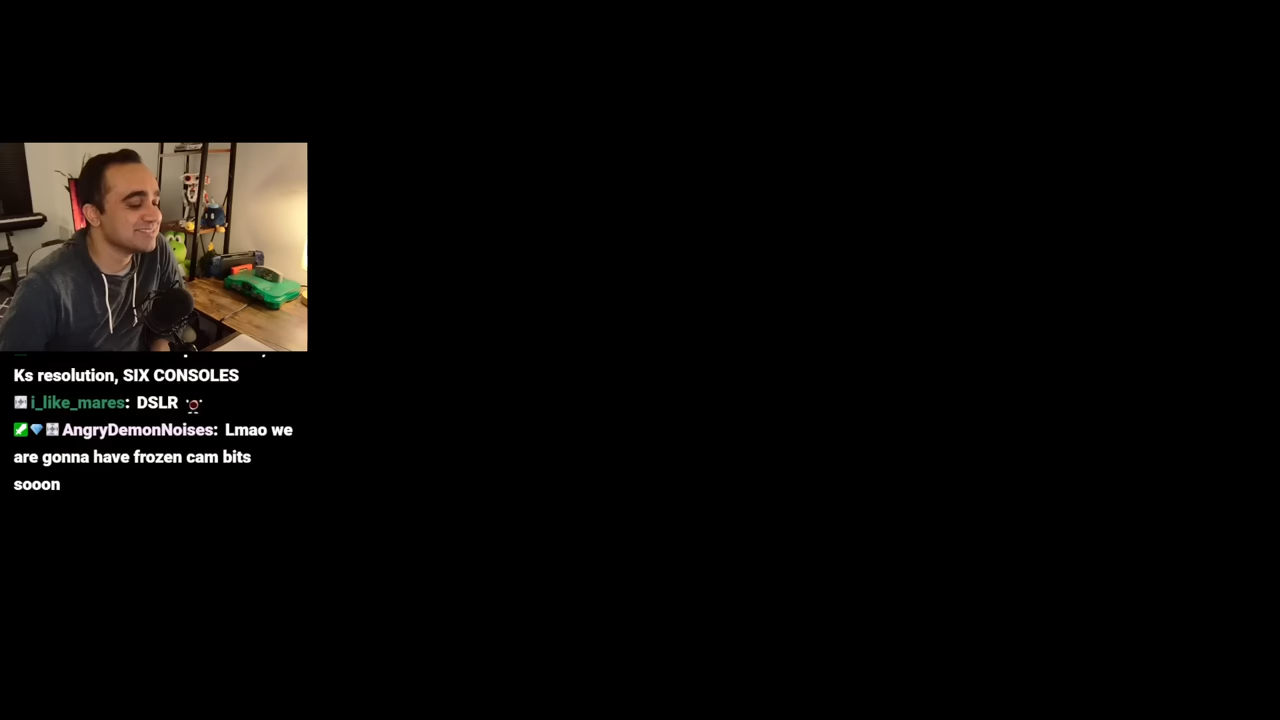 Ks resolution, SIX CONSOLES
i_like_mares: DSLR
AngryDemonNoises: Lmao we
are gonna have frozen cam bits
sooon